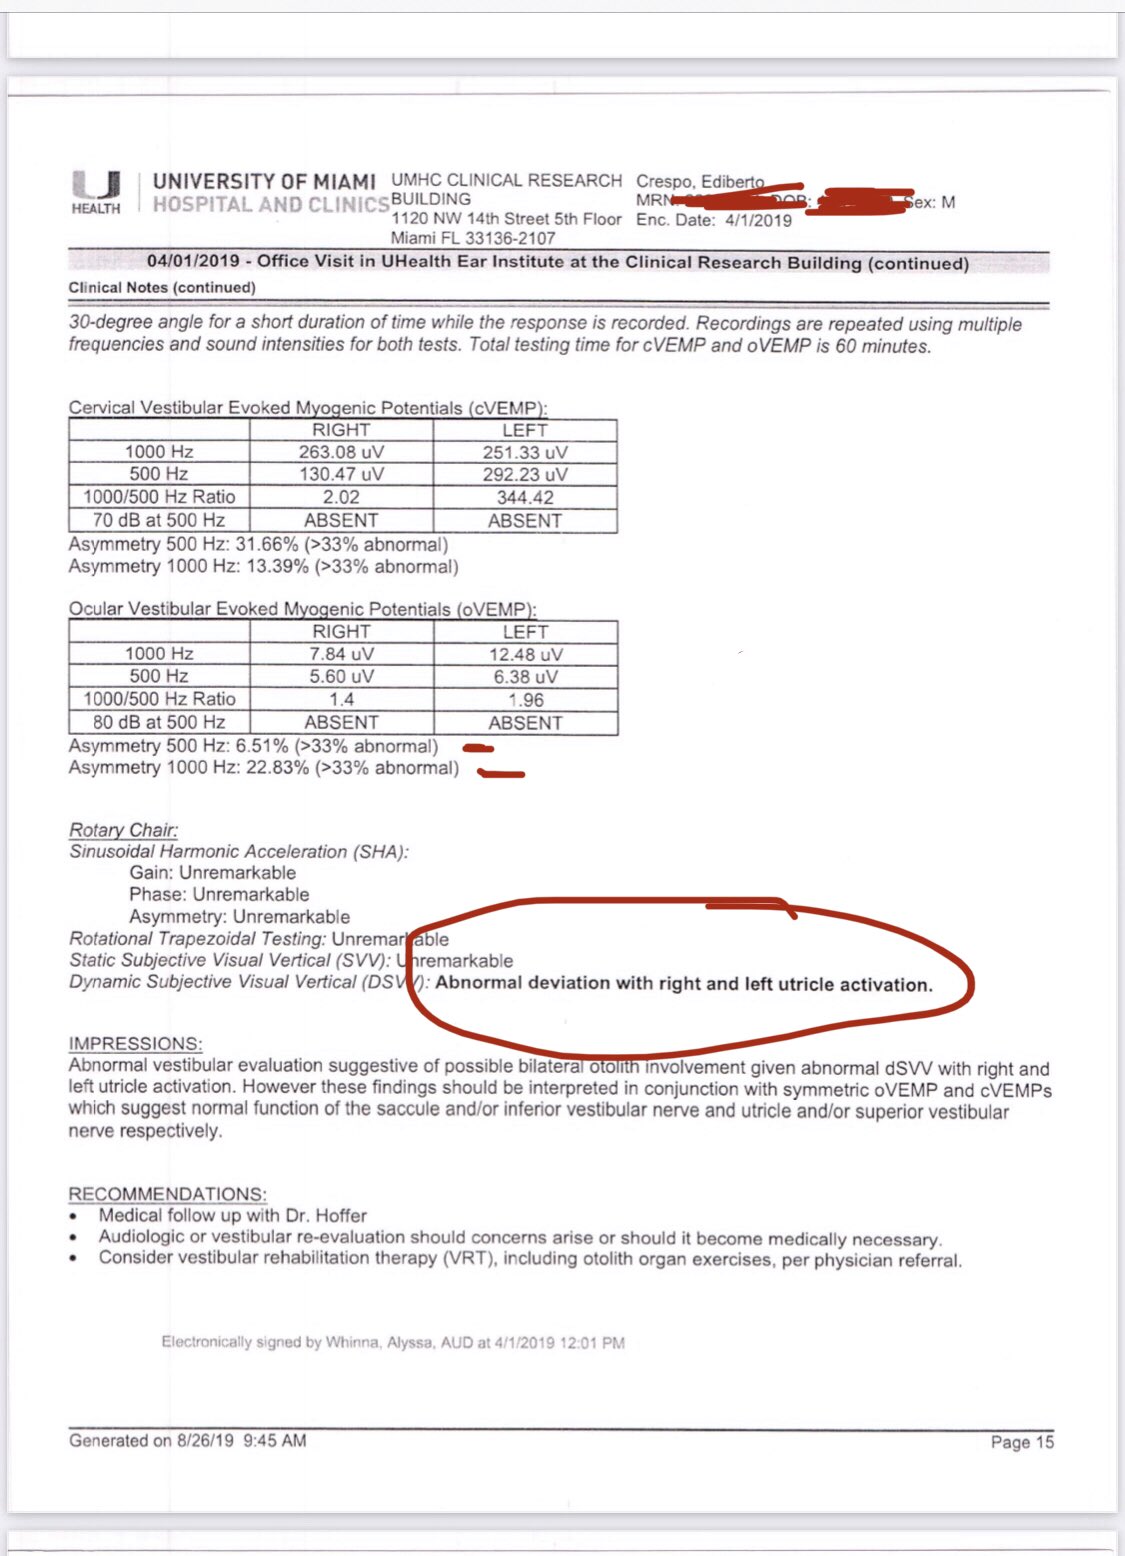 UNIVERSITY OF MIAMI
HOSPITAL AND CLINICS
HEALTH
UMHC CLINICAL RESEARCH
BUILDING
1120 NW 14th Street 5th Floor
Miami FL 33136-2107
Crespo, Ediberto
MRN: DOB: Sex: M
Enc. Date: 4/1/2019
04/01/2019 - Office Visit in UHealth Ear Institute at the Clinical Research Building (continued)
Clinical Notes (continued)
30-degree angle for a short duration of time while the response is recorded. Recordings are repeated using multiple
frequencies and sound intensities for both tests. Total testing time for cVEMP and oVEMP is 60 minutes.
Cervical Vestibular Evoked Myogenic Potentials (cVEMP):
RIGHT LEFT
1000 Hz 263.08 uV 251.33 uV
500 Hz 130.47 uV 292.23 uV
1000/500 Hz Ratio 2.02 344.42
70 dB at 500 Hz ABSENT ABSENT
Asymmetry 500 Hz: 31.66% (>33% abnormal)
Asymmetry 1000 Hz: 13.39% (>33% abnormal)
Ocular Vestibular Evoked Myogenic Potentials (oVEMP):
RIGHT LEFT
1000 Hz 7.84 uV 12.48 uV
500 Hz 5.60 uV 6.38 uV
1000/500 Hz Ratio 1.4 1.96
80 dB at 500 Hz ABSENT ABSENT
Asymmetry 500 Hz: 6.51% (>33% abnormal)
Asymmetry 1000 Hz: 22.83% (>33% abnormal)
Rotary Chair:
Sinusoidal Harmonic Acceleration (SHA):
Gain: Unremarkable
Phase: Unremarkable
Asymmetry: Unremarkable
Rotational Trapezoidal Testing: Unremarkable
Static Subjective Visual Vertical (SVV): Unremarkable
Dynamic Subjective Visual Vertical (DSVV): Abnormal deviation with right and left utricle activation.
IMPRESSIONS:
Abnormal vestibular evaluation suggestive of possible bilateral otolith involvement given abnormal dSVV with right and
left utricle activation. However these findings should be interpreted in conjunction with symmetric oVEMP and cVEMPs
which suggest normal function of the saccule and/or inferior vestibular nerve and utricle and/or superior vestibular
nerve respectively.
RECOMMENDATIONS:
• Medical follow up with Dr. Hoffer
• Audiologic or vestibular re-evaluation should concerns arise or should it become medically necessary.
• Consider vestibular rehabilitation therapy (VRT), including otolith organ exercises, per physician referral.
Electronically signed by Whinna, Alyssa, AUD at 4/1/2019 12:01 PM
Generated on 8/26/19 9:45 AM
Page 15